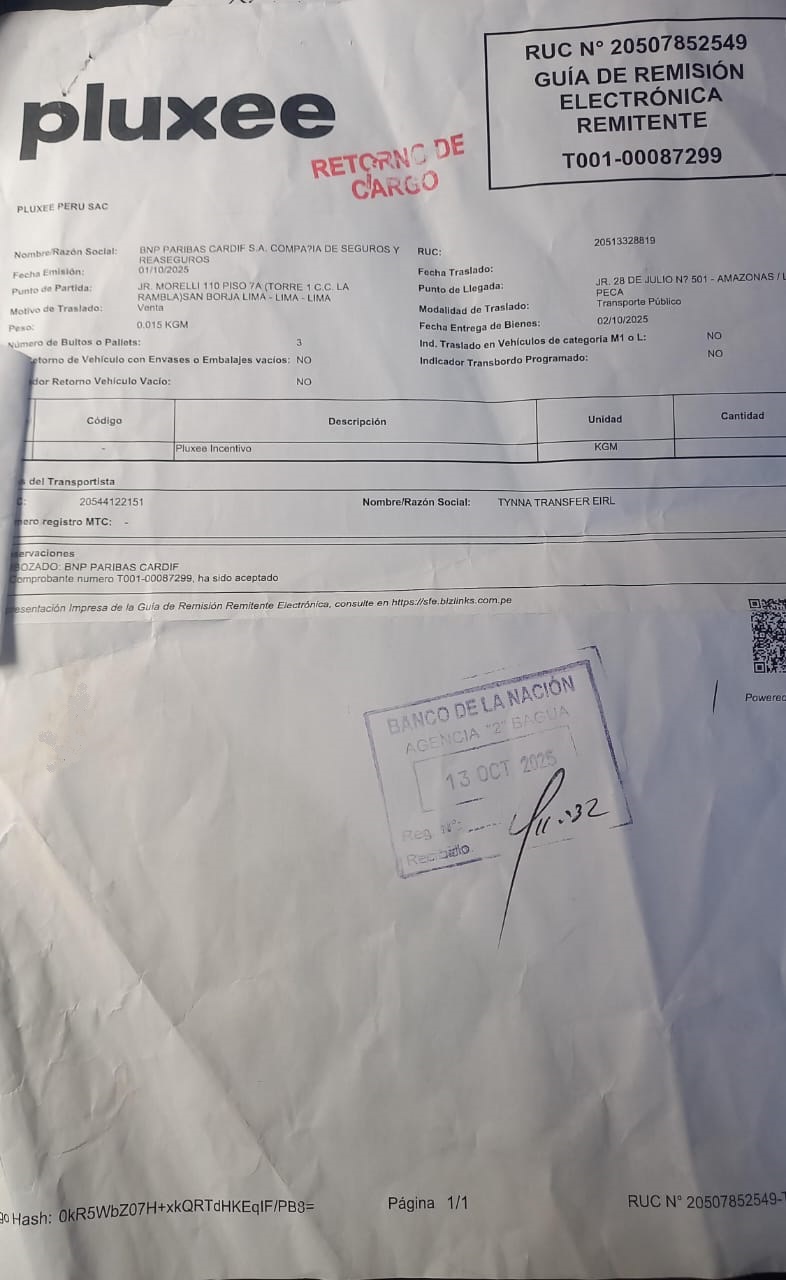 pluxee
RUC N° 20507852549
GUÍA DE REMISIÓN
ELECTRÓNICA
REMITENTE
T001-00087299
RETORNO DE
CARGO
PLUXEE PERU SAC
Nombre/Razón Social: BNP PARIBAS CARDIF S.A. COMPA?IA DE SEGUROS Y
REASEGUROS
RUC: 20513328819
Fecha Emisión: 01/10/2025
Fecha Traslado:
Punto de Partida: JR. MORELLI 110 PISO 7A (TORRE 1 C.C. LA
RAMBLA)SAN BORJA LIMA - LIMA - LIMA
Punto de Llegada: JR. 28 DE JULIO N? 501 - AMAZONAS / L
PECA
Motivo de Traslado: Venta
Modalidad de Traslado: Transporte Público
Peso: 0.015 KGM
Fecha Entrega de Bienes: 02/10/2025
Número de Bultos o Pallets: 3
Ind. Traslado en Vehículos de categoría M1 o L: NO
etorno de Vehículo con Envases o Embalajes vacíos: NO
Indicador Transbordo Programado: NO
dor Retorno Vehículo Vacío: NO
Código Descripción Unidad Cantidad
- Pluxee Incentivo KGM
del Transportista
C: 20544122151 Nombre/Razón Social: TYNNA TRANSFER EIRL
mero registro MTC: -
servaciones
BOZADO: BNP PARIBAS CARDIF
Comprobante numero T001-00087299, ha sido aceptado
esentación Impresa de la Guía de Remisión Remitente Electrónica, consulte en https://sfe.bizlinks.com.pe
Powered
BANCO DE LA NACIÓN
AGENCIA "2" BAGUA
13 OCT 2025
Reg. N°:
Recibido
go Hash: 0kR5WbZ07H+xkQRTdHKEqIF/PB8=
Página 1/1
RUC N° 20507852549-T